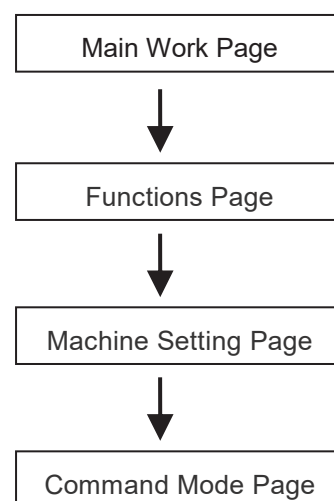 Main Work Page
Functions Page
Machine Setting Page
Command Mode Page